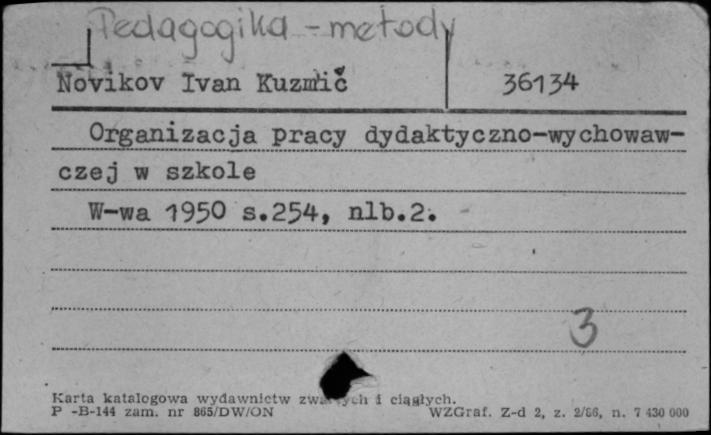 Pedagogika - metody
Novikov Ivan Kuzmič 36134
Organizacja pracy dydaktyczno-wychowaw-
czej w szkole
W-wa 1950 s.254, nlb.2.
3
Karta katalogowa wydawnictw zwartych i ciągłych.
P -B-144 zam. nr 865/DW/ON WZGraf. Z-d 2, z. 2/66, n. 7 430 000